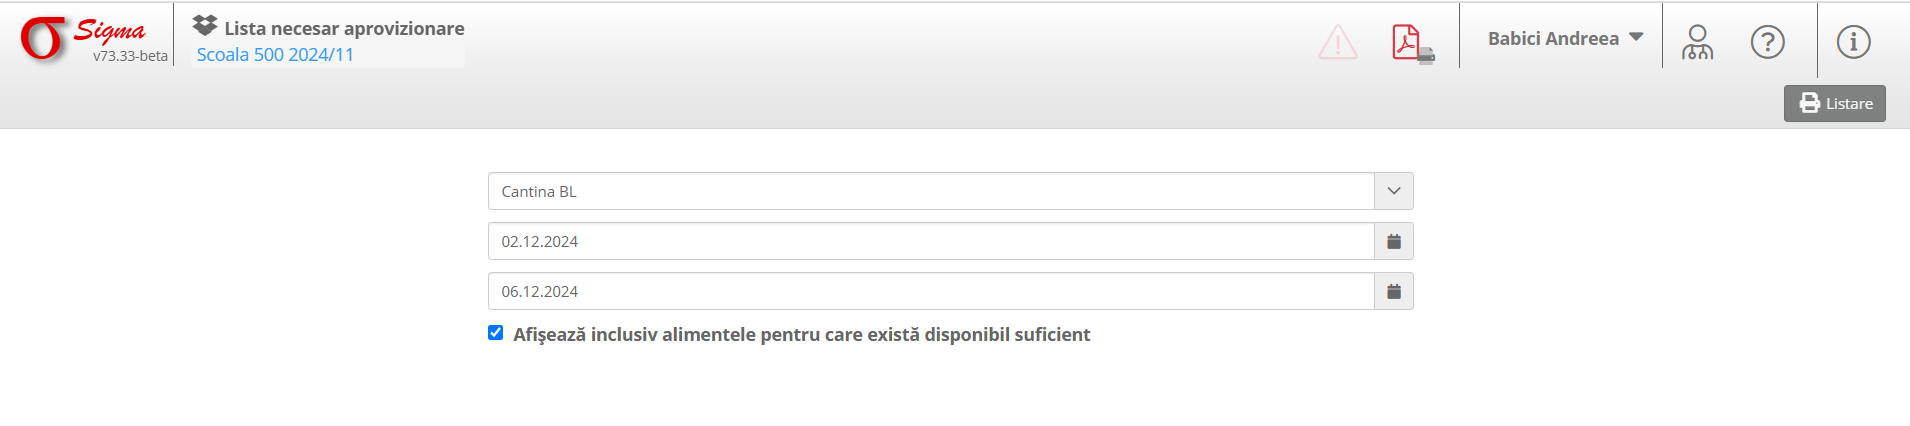 Sigma
v73.33-beta
Lista necesar aprovizionare
Scoala 500 2024/11
Babici Andreea
Listare
Cantina BL
02.12.2024
06.12.2024
Afişează inclusiv alimentele pentru care există disponibil suficient